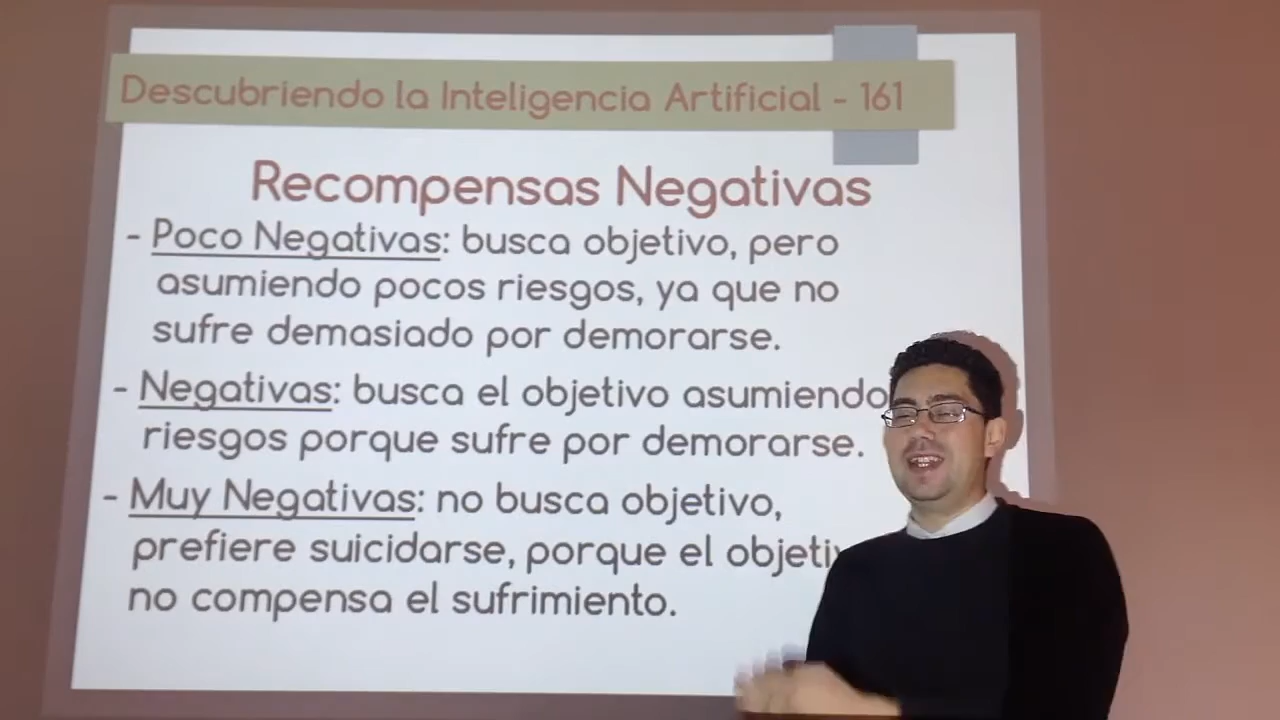 Descubriendo la Inteligencia Artificial - 161
Recompensas Negativas
- Poco Negativas: busca objetivo, pero
asumiendo pocos riesgos, ya que no
sufre demasiado por demorarse.
- Negativas: busca el objetivo asumiendo
riesgos porque sufre por demorarse.
- Muy Negativas: no busca objetivo,
prefiere suicidarse, porque el objetiv
no compensa el sufrimiento.